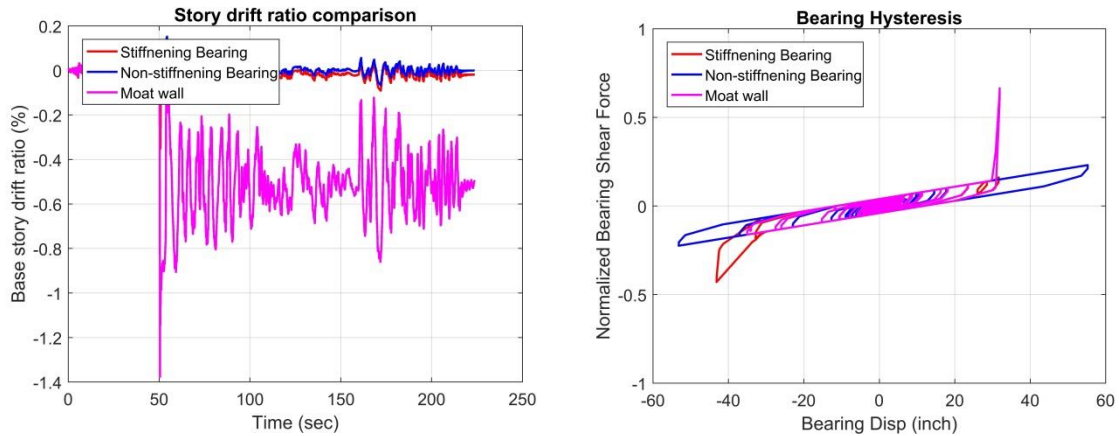 Story drift ratio comparison
Base story drift ratio (%)
0.2
0
-0.2
-0.4
-0.6
-0.8
-1
-1.2
-1.4
Stiffnening Bearing
Non-stiffnening Bearing
Moat wall
0
50
100
150
200
250
Time (sec)
Bearing Hysteresis
Normalized Bearing Shear Force
1
0.5
0
-0.5
-1
Stiffnening Bearing
Non-stiffnening Bearing
Moat wall
-60
-40
-20
0
20
40
60
Bearing Disp (inch)